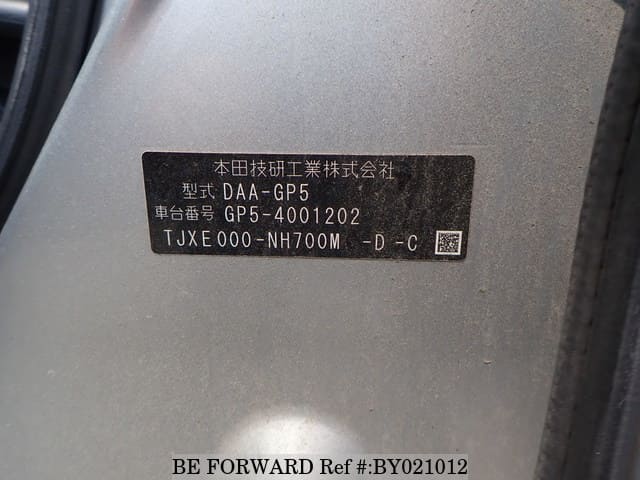 本田技研工業株式会社
型式 DAA-GP5
車台番号 GP5-4001202
TJXE000-NH700M -D -C
BE FORWARD Ref #:BY021012